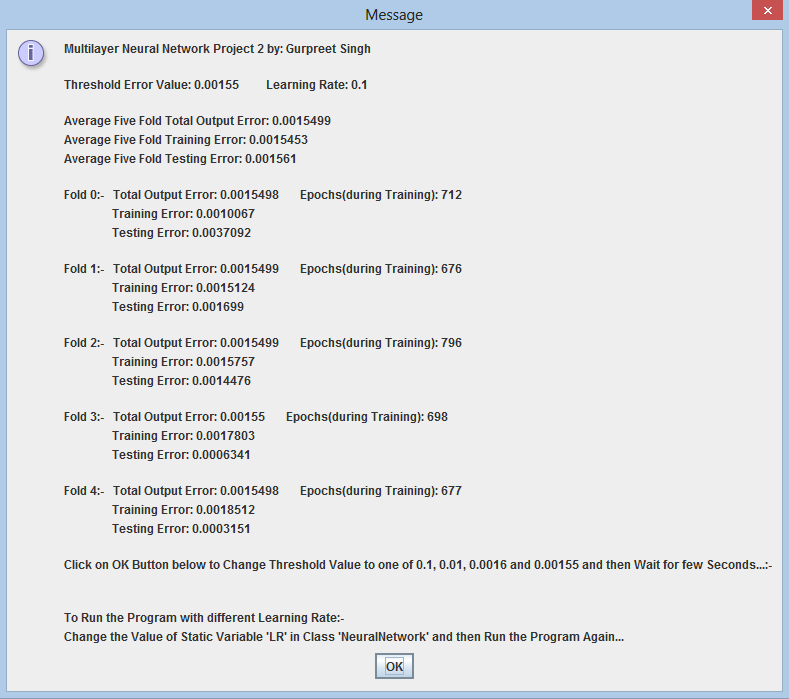 Message
Multilayer Neural Network Project 2 by: Gurpreet Singh
Threshold Error Value: 0.00155 Learning Rate: 0.1
Average Five Fold Total Output Error: 0.0015499
Average Five Fold Training Error: 0.0015453
Average Five Fold Testing Error: 0.001561
Fold 0:- Total Output Error: 0.0015498 Epochs(during Training): 712
Training Error: 0.0010067
Testing Error: 0.0037092
Fold 1:- Total Output Error: 0.0015499 Epochs(during Training): 676
Training Error: 0.0015124
Testing Error: 0.001699
Fold 2:- Total Output Error: 0.0015499 Epochs(during Training): 796
Training Error: 0.0015757
Testing Error: 0.0014476
Fold 3:- Total Output Error: 0.00155 Epochs(during Training): 698
Training Error: 0.0017803
Testing Error: 0.0006341
Fold 4:- Total Output Error: 0.0015498 Epochs(during Training): 677
Training Error: 0.0018512
Testing Error: 0.0003151
Click on OK Button below to Change Threshold Value to one of 0.1, 0.01, 0.0016 and 0.00155 and then Wait for few Seconds...:-
To Run the Program with different Learning Rate:-
Change the Value of Static Variable 'LR' in Class 'NeuralNetwork' and then Run the Program Again...
OK